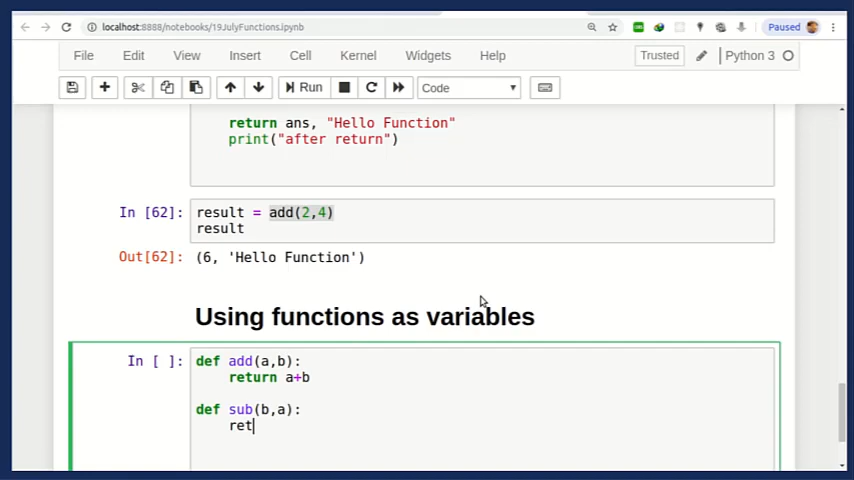 localhost:8888/notebooks/19JulyFunctions.ipynb
Paused
File Edit View Insert Cell Kernel Widgets Help
Trusted
Python 3
Run
Code
return ans, "Hello Function"
print("after return")
In [62]: result = add(2,4)
result
Out[62]: (6, 'Hello Function')
Using functions as variables
In [ ]: def add(a,b):
return a+b
def sub(b,a):
ret